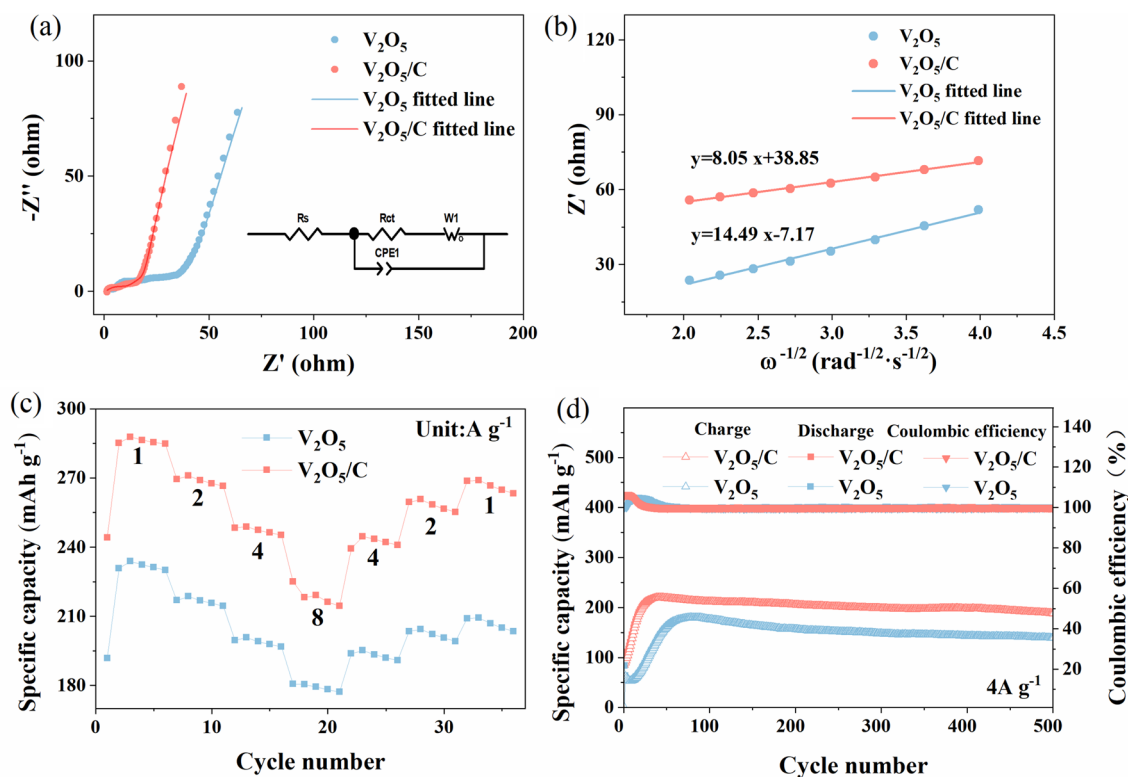 (a)
V₂O₅
V₂O₅/C
V₂O₅ fitted line
V₂O₅/C fitted line
100
50
0
-Z'' (ohm)
Rs
Rct
W1
o
CPE1
0
50
100
150
200
Z' (ohm)
(b)
V₂O₅
V₂O₅/C
V₂O₅ fitted line
V₂O₅/C fitted line
120
90
60
30
Z' (ohm)
y=8.05 x+38.85
y=14.49 x-7.17
1.5
2.0
2.5
3.0
3.5
4.0
4.5
ω⁻¹/² (rad⁻¹/²·s⁻¹/²)
(c)
V₂O₅
V₂O₅/C
Unit:A g⁻¹
300
270
240
210
180
Specific capacity (mAh g⁻¹)
1
2
4
8
4
2
1
0
10
20
30
Cycle number
(d)
Charge
Discharge
Coulombic efficiency
V₂O₅/C
V₂O₅/C
V₂O₅/C
V₂O₅
V₂O₅
V₂O₅
500
400
300
200
100
0
Specific capacity (mAh g⁻¹)
140
120
100
80
60
40
20
Coulombic efficiency (%)
4A g⁻¹
0
100
200
300
400
500
Cycle number